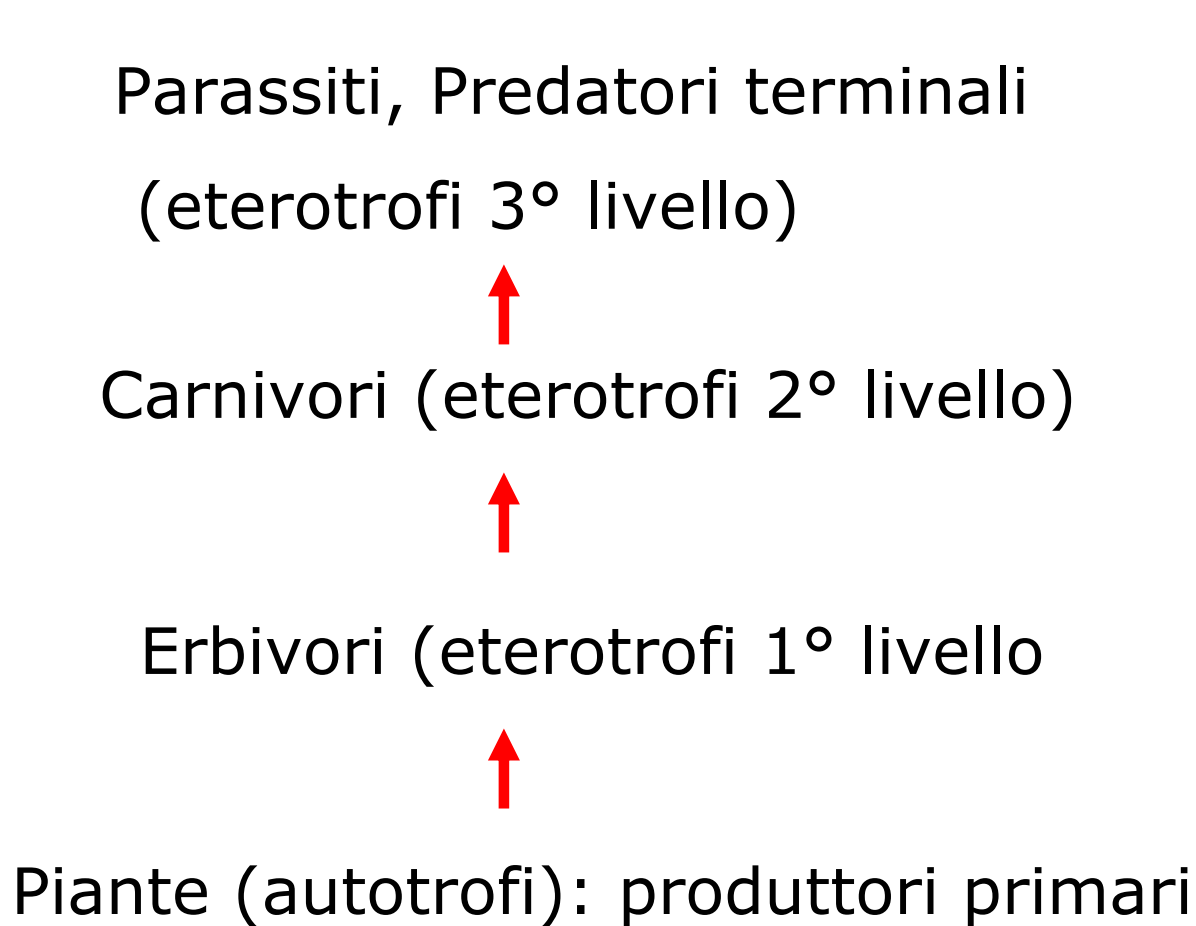 Parassiti, Predatori terminali
(eterotrofi 3° livello)
Carnivori (eterotrofi 2° livello)
Erbivori (eterotrofi 1° livello
Piante (autotrofi): produttori primari